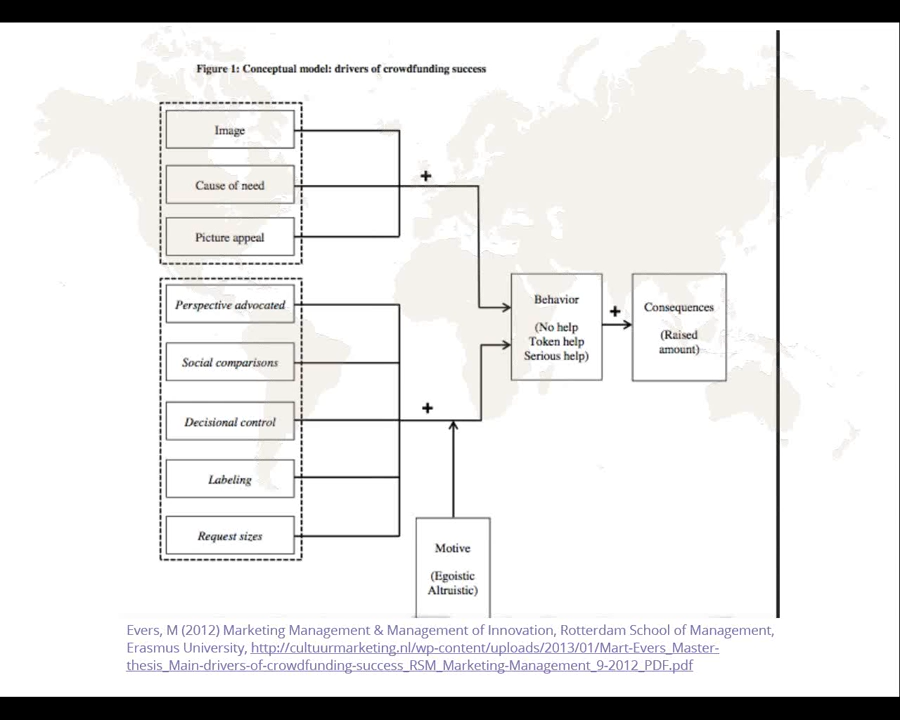 Figure 1: Conceptual model: drivers of crowdfunding success
Image
Cause of need
Picture appeal
+
Perspective advocated
Social comparisons
Decisional control
Labeling
Request sizes
+
Behavior
(No help
Token help
Serious help)
+
Consequences
(Raised
amount)
Motive
(Egoistic
Altruistic)
Evers, M (2012) Marketing Management & Management of Innovation, Rotterdam School of Management,
Erasmus University, http://cultuurmarketing.nl/wp-content/uploads/2013/01/Mart-Evers_Master-
thesis_Main-drivers-of-crowdfunding-success_RSM_Marketing-Management_9-2012_PDF.pdf